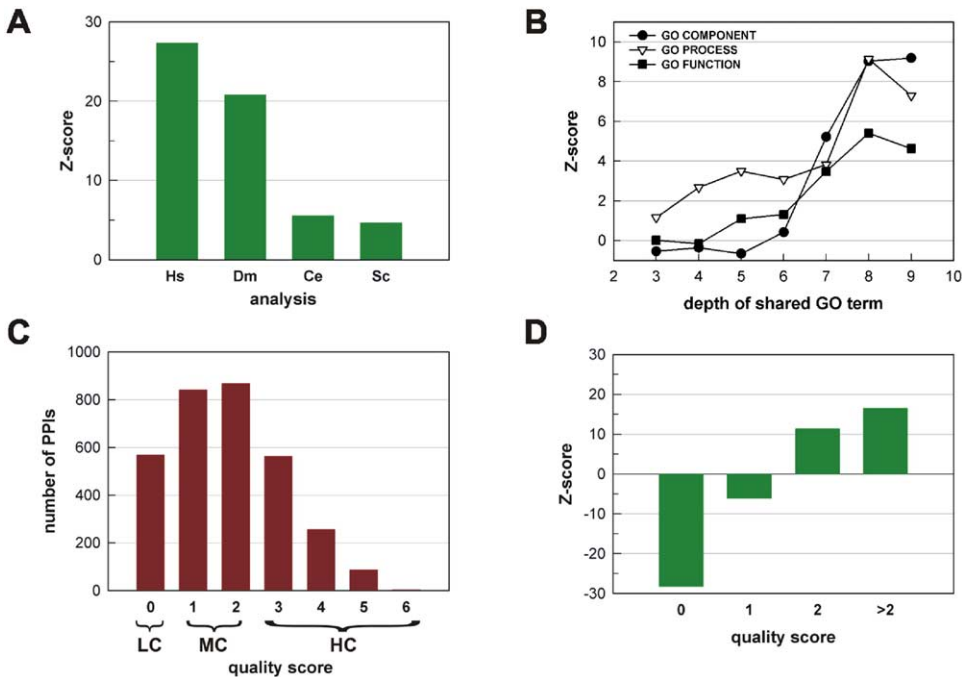 A
30
20
10
0
Z-score
Hs Dm Ce Sc
analysis
B
GO COMPONENT
GO PROCESS
GO FUNCTION
10
8
6
4
2
0
Z-score
2 3 4 5 6 7 8 9 10
depth of shared GO term
C
1000
800
600
400
200
0
number of PPIs
0 1 2 3 4 5 6
LC MC HC
quality score
D
30
20
10
0
-10
-20
-30
Z-score
0 1 2 >2
quality score